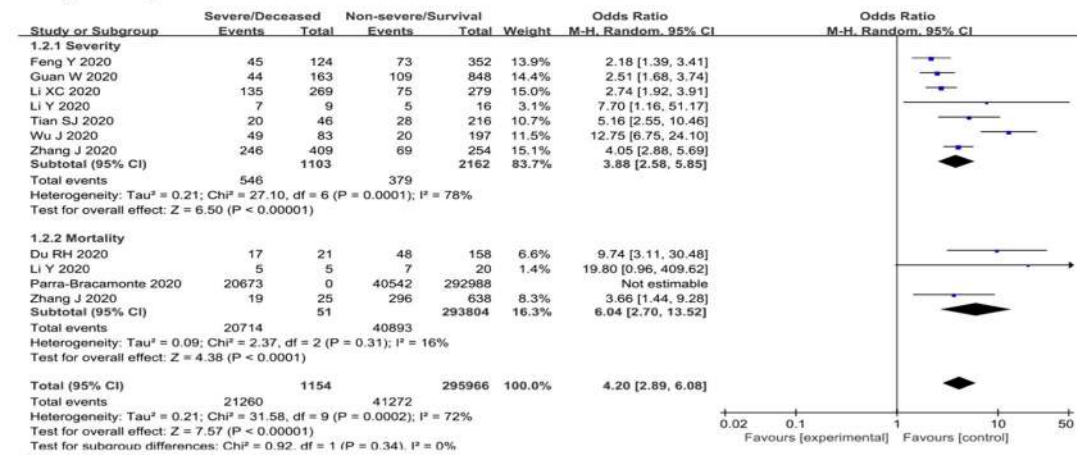 Severe/Deceased Non-severe/Survival Odds Ratio Odds Ratio
Study or Subgroup Events Total Events Total Weight M-H, Random, 95% CI M-H, Random, 95% CI
1.2.1 Severity
Feng Y 2020 45 124 73 352 13.9% 2.18 [1.39, 3.41]
Guan W 2020 44 163 109 848 14.4% 2.51 [1.68, 3.74]
Li XC 2020 135 269 75 279 15.0% 2.74 [1.92, 3.91]
Li Y 2020 7 9 5 16 3.1% 7.70 [1.16, 51.17]
Tian SJ 2020 20 46 28 216 10.7% 5.16 [2.55, 10.46]
Wu J 2020 49 83 20 197 11.5% 12.75 [6.75, 24.10]
Zhang J 2020 246 409 69 254 15.0% 4.05 [2.88, 5.69]
Subtotal (95% CI) 1103 2162 83.7% 3.88 [2.58, 5.85]
Total events 546 379
Heterogeneity: Tau² = 0.21; Chi² = 27.10, df = 6 (P = 0.0001); I² = 78%
Test for overall effect: Z = 6.50 (P < 0.00001)
1.2.2 Mortality
Du RH 2020 17 21 48 158 6.6% 9.74 [3.11, 30.48]
Li Y 2020 5 5 7 20 1.4% 19.80 [0.96, 409.62]
Parra-Bracamonte 2020 20673 0 40542 292988 Not estimable
Zhang J 2020 19 25 296 638 8.3% 3.66 [1.44, 9.28]
Subtotal (95% CI) 51 293804 16.3% 6.04 [2.70, 13.52]
Total events 20714 40893
Heterogeneity: Tau² = 0.09; Chi² = 2.37, df = 2 (P = 0.31); I² = 16%
Test for overall effect: Z = 4.38 (P < 0.0001)
Total (95% CI) 1154 295966 100.0% 4.20 [2.89, 6.08]
Total events 21260 41272
Heterogeneity: Tau² = 0.21; Chi² = 31.58, df = 9 (P = 0.0002); I² = 72%
Test for overall effect: Z = 7.57 (P < 0.00001)
Test for subgroup differences: Chi² = 0.92, df = 1 (P = 0.34), I² = 0%
0.02 0.1 1 10 50
Favours [experimental] Favours [control]